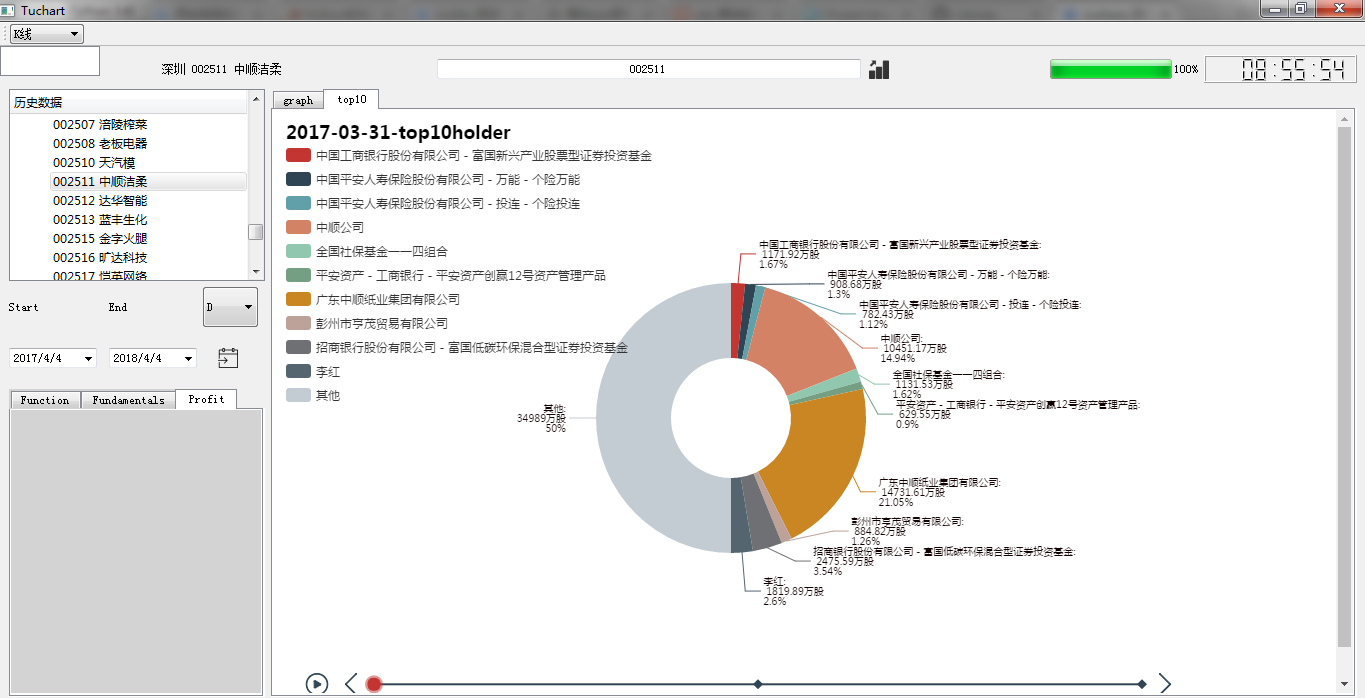 Tuchart
K线
深圳 002511 中顺洁柔
002511
100%
08:55:54
历史数据
002507 涪陵榨菜
002508 老板电器
002510 天汽模
002511 中顺洁柔
002512 达华智能
002513 蓝丰生化
002515 金字火腿
002516 旷达科技
002517 恺英网络
Start
End
D
2017/4/4
2018/4/4
Function
Fundamentals
Profit
graph
top10
2017-03-31-top10holder
中国工商银行股份有限公司－富国新兴产业股票型证券投资基金
中国平安人寿保险股份有限公司－万能－个险万能
中国平安人寿保险股份有限公司－投连－个险投连
中顺公司
全国社保基金一一四组合
平安资产－工商银行－平安资产创赢12号资产管理产品
广东中顺纸业集团有限公司
彭州市亨茂贸易有限公司
招商银行股份有限公司－富国低碳环保混合型证券投资基金
李红
其他
中国工商银行股份有限公司－富国新兴产业股票型证券投资基金:
1171.92万股
1.67%
中国平安人寿保险股份有限公司－万能－个险万能:
908.68万股
1.3%
中国平安人寿保险股份有限公司－投连－个险投连:
782.43万股
1.12%
中顺公司:
10451.17万股
14.94%
全国社保基金一一四组合:
1131.53万股
1.62%
平安资产－工商银行－平安资产创赢12号资产管理产品:
629.55万股
0.9%
广东中顺纸业集团有限公司:
14731.61万股
21.05%
彭州市亨茂贸易有限公司:
884.82万股
1.26%
招商银行股份有限公司－富国低碳环保混合型证券投资基金:
2475.59万股
3.54%
李红:
1819.89万股
2.6%
其他:
34989万股
50%